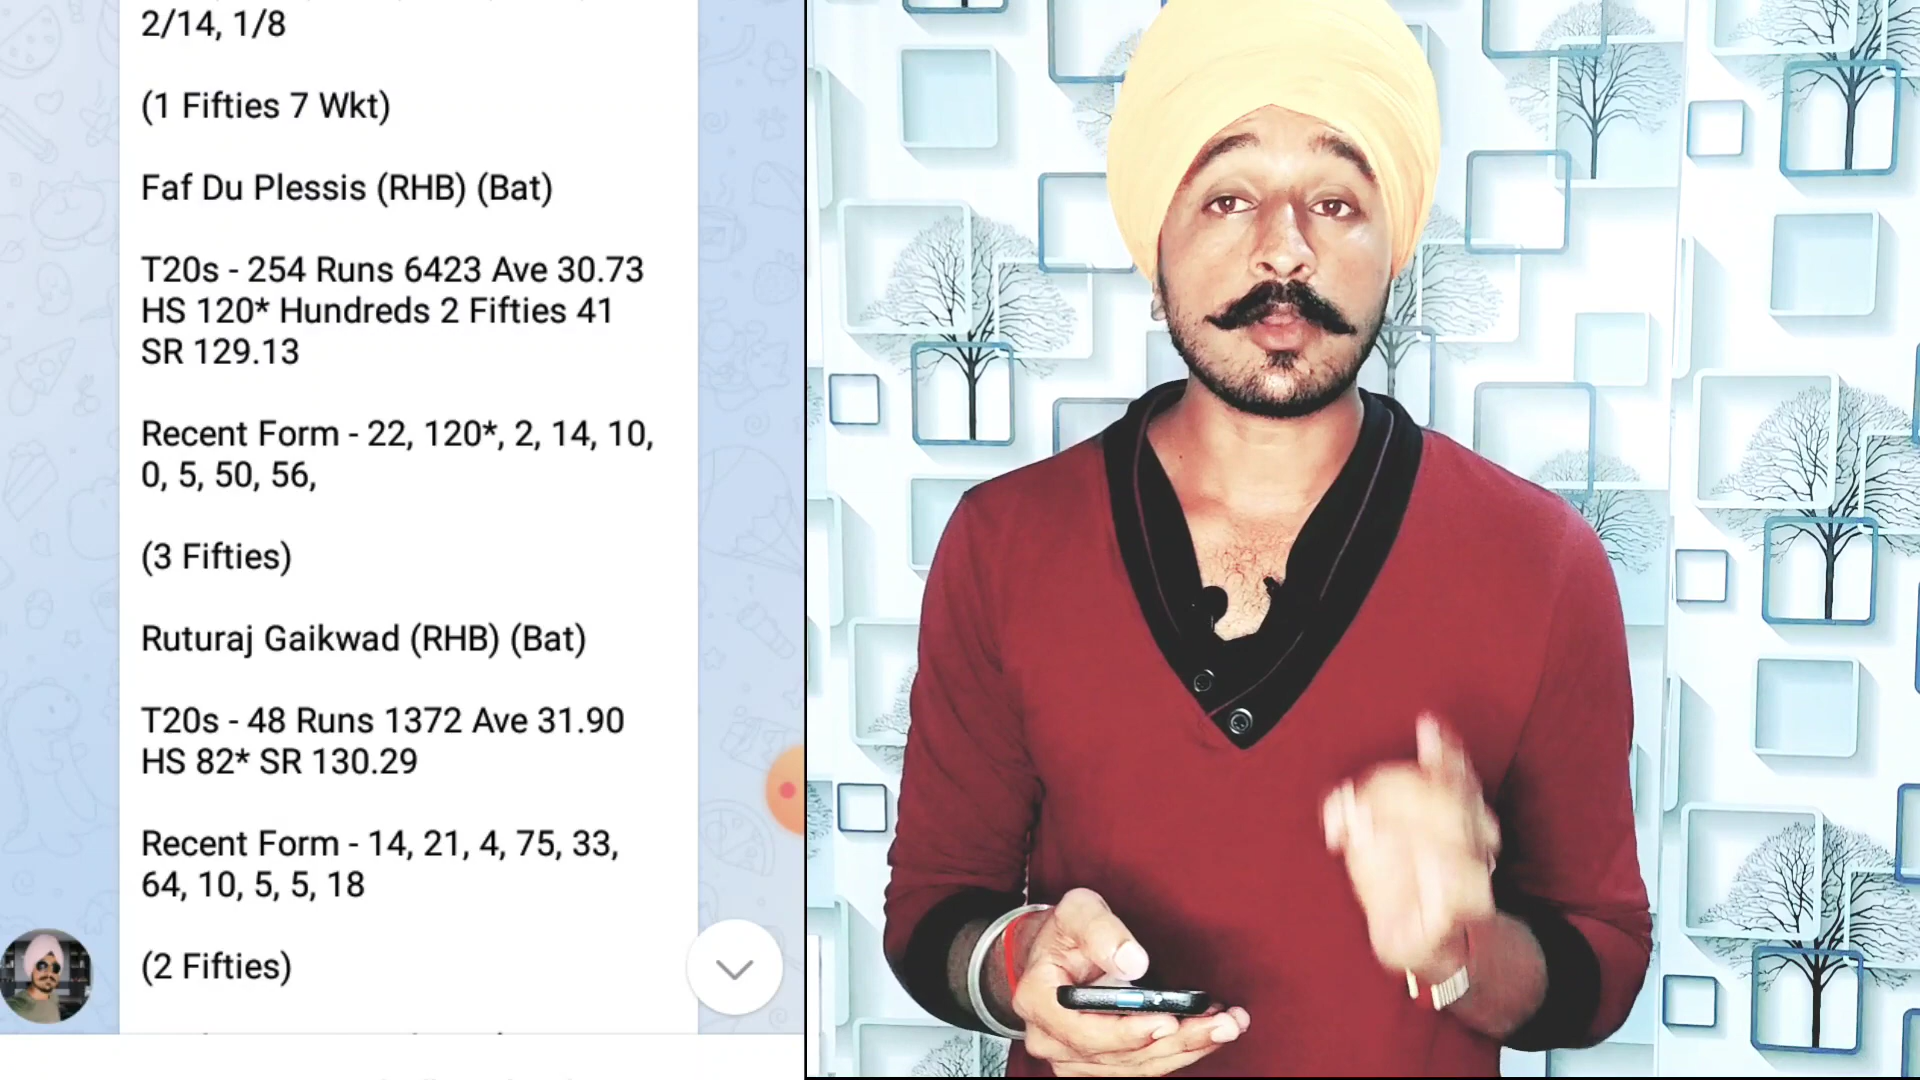 2/14, 1/8
(1 Fifties 7 Wkt)
Faf Du Plessis (RHB) (Bat)
T20s - 254 Runs 6423 Ave 30.73
HS 120* Hundreds 2 Fifties 41
SR 129.13
Recent Form - 22, 120*, 2, 14, 10,
0, 5, 50, 56,
(3 Fifties)
Ruturaj Gaikwad (RHB) (Bat)
T20s - 48 Runs 1372 Ave 31.90
HS 82* SR 130.29
Recent Form - 14, 21, 4, 75, 33,
64, 10, 5, 5, 18
(2 Fifties)